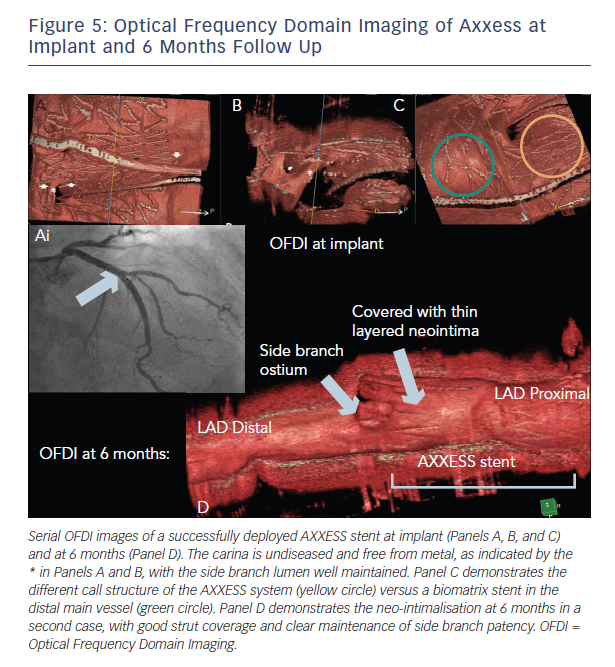 Figure 5: Optical Frequency Domain Imaging of Axxess at
Implant and 6 Months Follow Up
A
B
C
Ai
OFDI at implant
Covered with thin
layered neointima
Side branch
ostium
LAD Proximal
LAD Distal
OFDI at 6 months:
AXXESS stent
D
Serial OFDI images of a successfully deployed AXXESS stent at implant (Panels A, B, and C)
and at 6 months (Panel D). The carina is undiseased and free from metal, as indicated by the
* in Panels A and B, with the side branch lumen well maintained. Panel C demonstrates the
different call structure of the AXXESS system (yellow circle) versus a biomatrix stent in the
distal main vessel (green circle). Panel D demonstrates the neo-intimalisation at 6 months in a
second case, with good strut coverage and clear maintenance of side branch patency. OFDI =
Optical Frequency Domain Imaging.